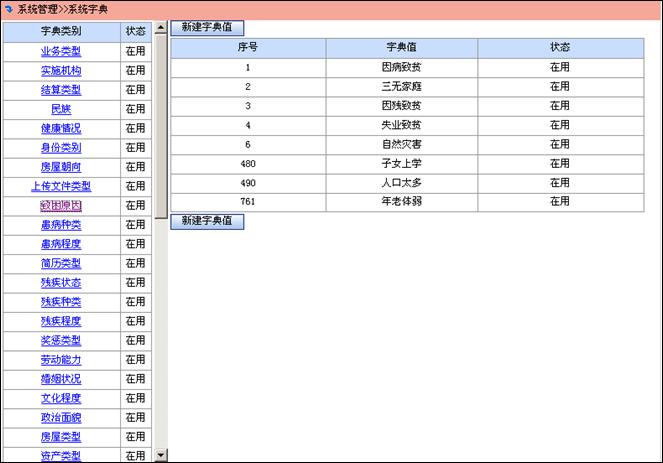 系统管理>>系统字典
字典类别 状态
业务类型 在用
实施机构 在用
结算类型 在用
民族 在用
健康情况 在用
身份类别 在用
房屋朝向 在用
上传文件类型 在用
致困原因 在用
患病种类 在用
患病程度 在用
简历类型 在用
残疾状态 在用
残疾种类 在用
残疾程度 在用
奖惩类型 在用
劳动能力 在用
婚姻状况 在用
文化程度 在用
政治面貌 在用
房屋类型 在用
资产类型 在用
新建字典值
序号 字典值 状态
1 因病致贫 在用
2 三无家庭 在用
3 因残致贫 在用
4 失业致贫 在用
6 自然灾害 在用
480 子女上学 在用
490 人口太多 在用
761 年老体弱 在用
新建字典值